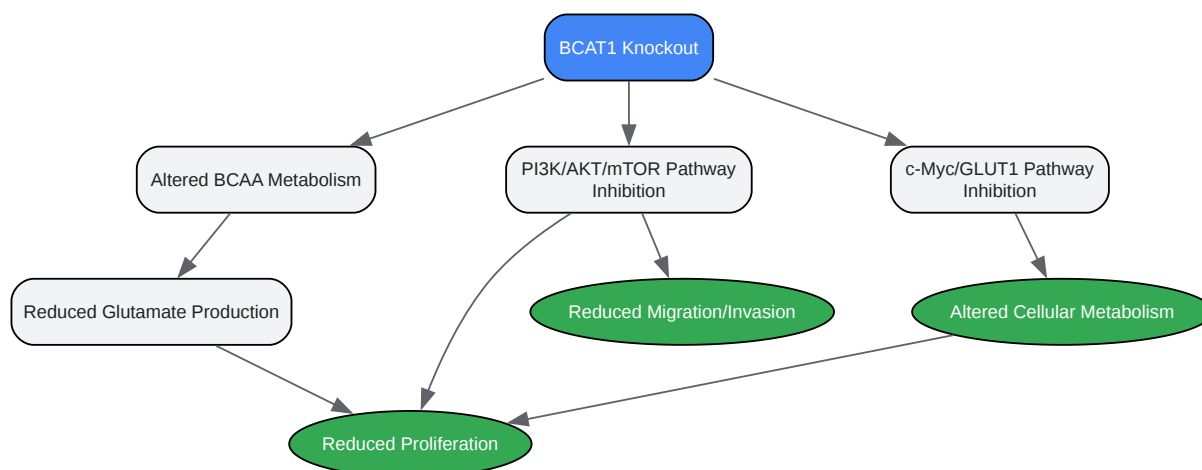 BCAT1 Knockout
Altered BCAA Metabolism
PI3K/AKT/mTOR Pathway
Inhibition
c-Myc/GLUT1 Pathway
Inhibition
Reduced Glutamate Production
Reduced Migration/Invasion
Altered Cellular Metabolism
Reduced Proliferation